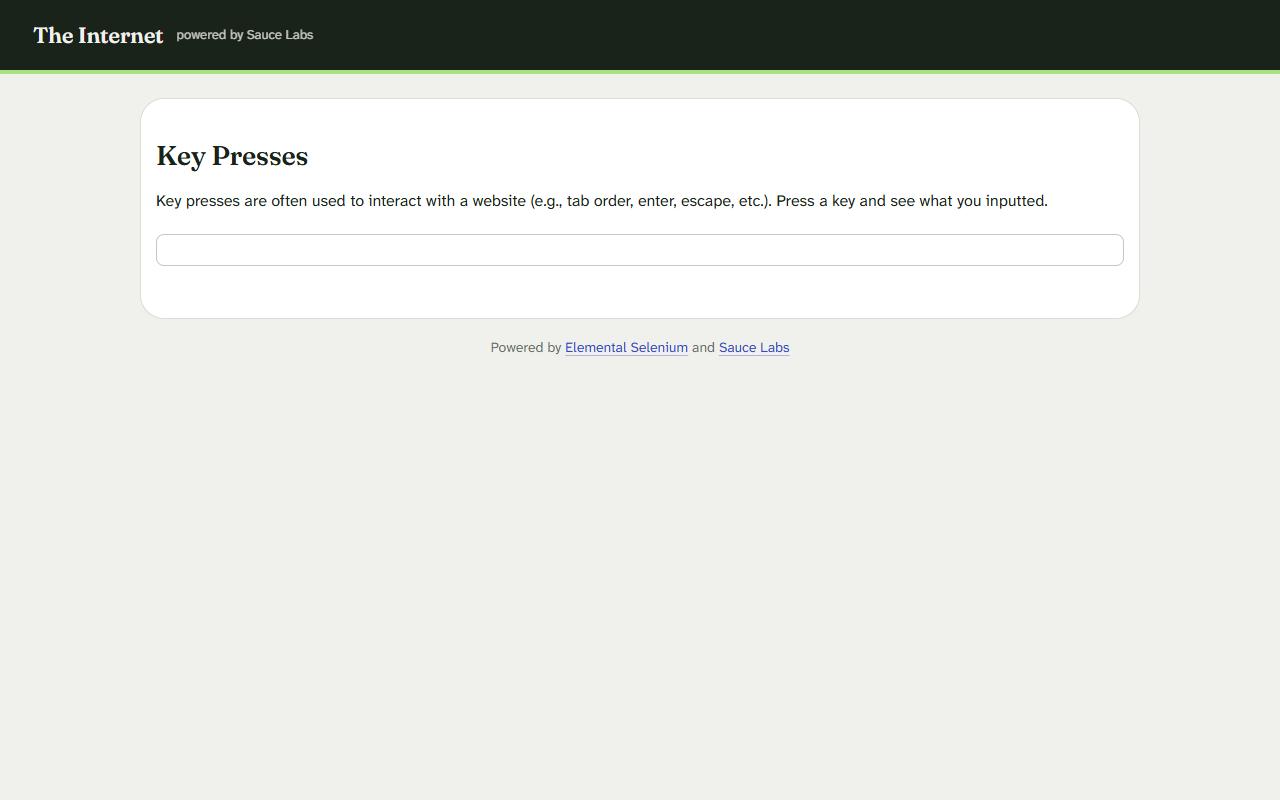 The Internet powered by Sauce Labs
Key Presses
Key presses are often used to interact with a website (e.g., tab order, enter, escape, etc.). Press a key and see what you inputted.
Powered by Elemental Selenium and Sauce Labs